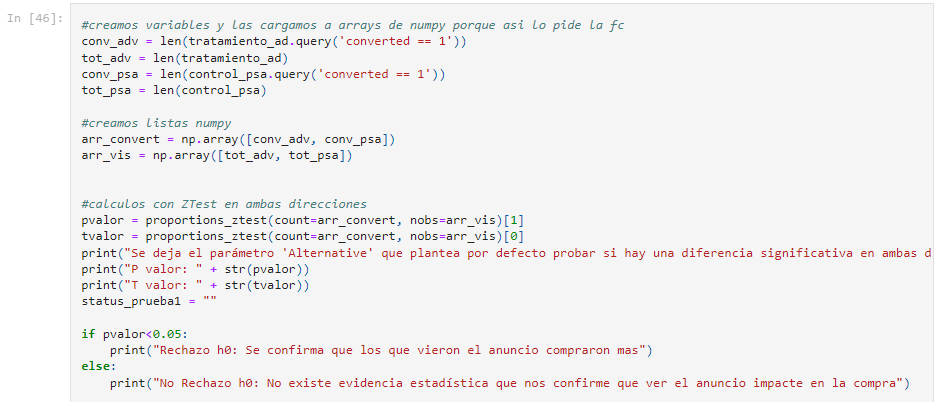 In [46]:
#creamos variables y las cargamos a arrays de numpy porque asi lo pide la fc
conv_adv = len(tratamiento_ad.query('converted == 1'))
tot_adv = len(tratamiento_ad)
conv_psa = len(control_psa.query('converted == 1'))
tot_psa = len(control_psa)
#creamos listas numpy
arr_convert = np.array([conv_adv, conv_psa])
arr_vis = np.array([tot_adv, tot_psa])
#calculos con ZTest en ambas direcciones
pvalor = proportions_ztest(count=arr_convert, nobs=arr_vis)[1]
tvalor = proportions_ztest(count=arr_convert, nobs=arr_vis)[0]
print("Se deja el parámetro 'Alternative' que plantea por defecto probar si hay una diferencia significativa en ambas d
print("P valor: " + str(pvalor))
print("T valor: " + str(tvalor))
status_prueba1 = ""
if pvalor<0.05:
    print("Rechazo h0: Se confirma que los que vieron el anuncio compraron mas")
else:
    print("No Rechazo h0: No existe evidencia estadística que nos confirme que ver el anuncio impacte en la compra")